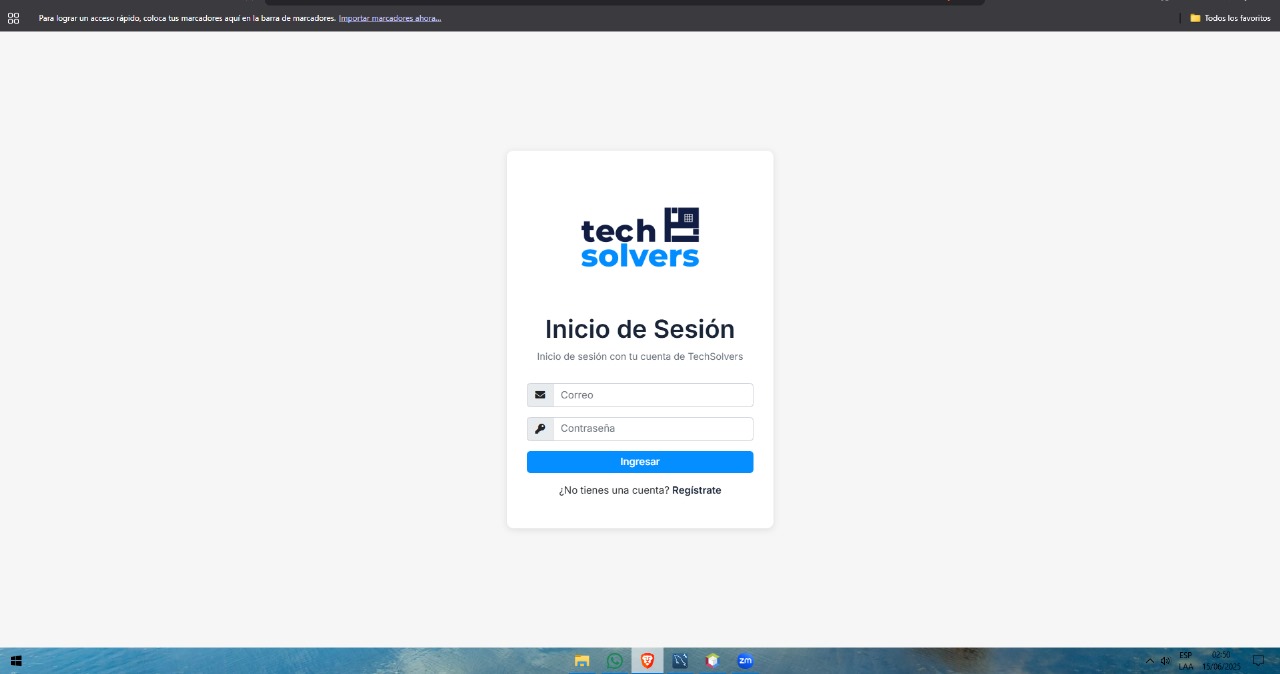 Para lograr un acceso rápido, coloca tus marcadores aquí en la barra de marcadores. Importar marcadores ahora...
Todos los favoritos
tech
solvers
Inicio de Sesión
Inicio de sesión con tu cuenta de TechSolvers
Correo
Contraseña
Ingresar
¿No tienes una cuenta? Regístrate
zm
ESP
LAA
02:50
15/06/2025